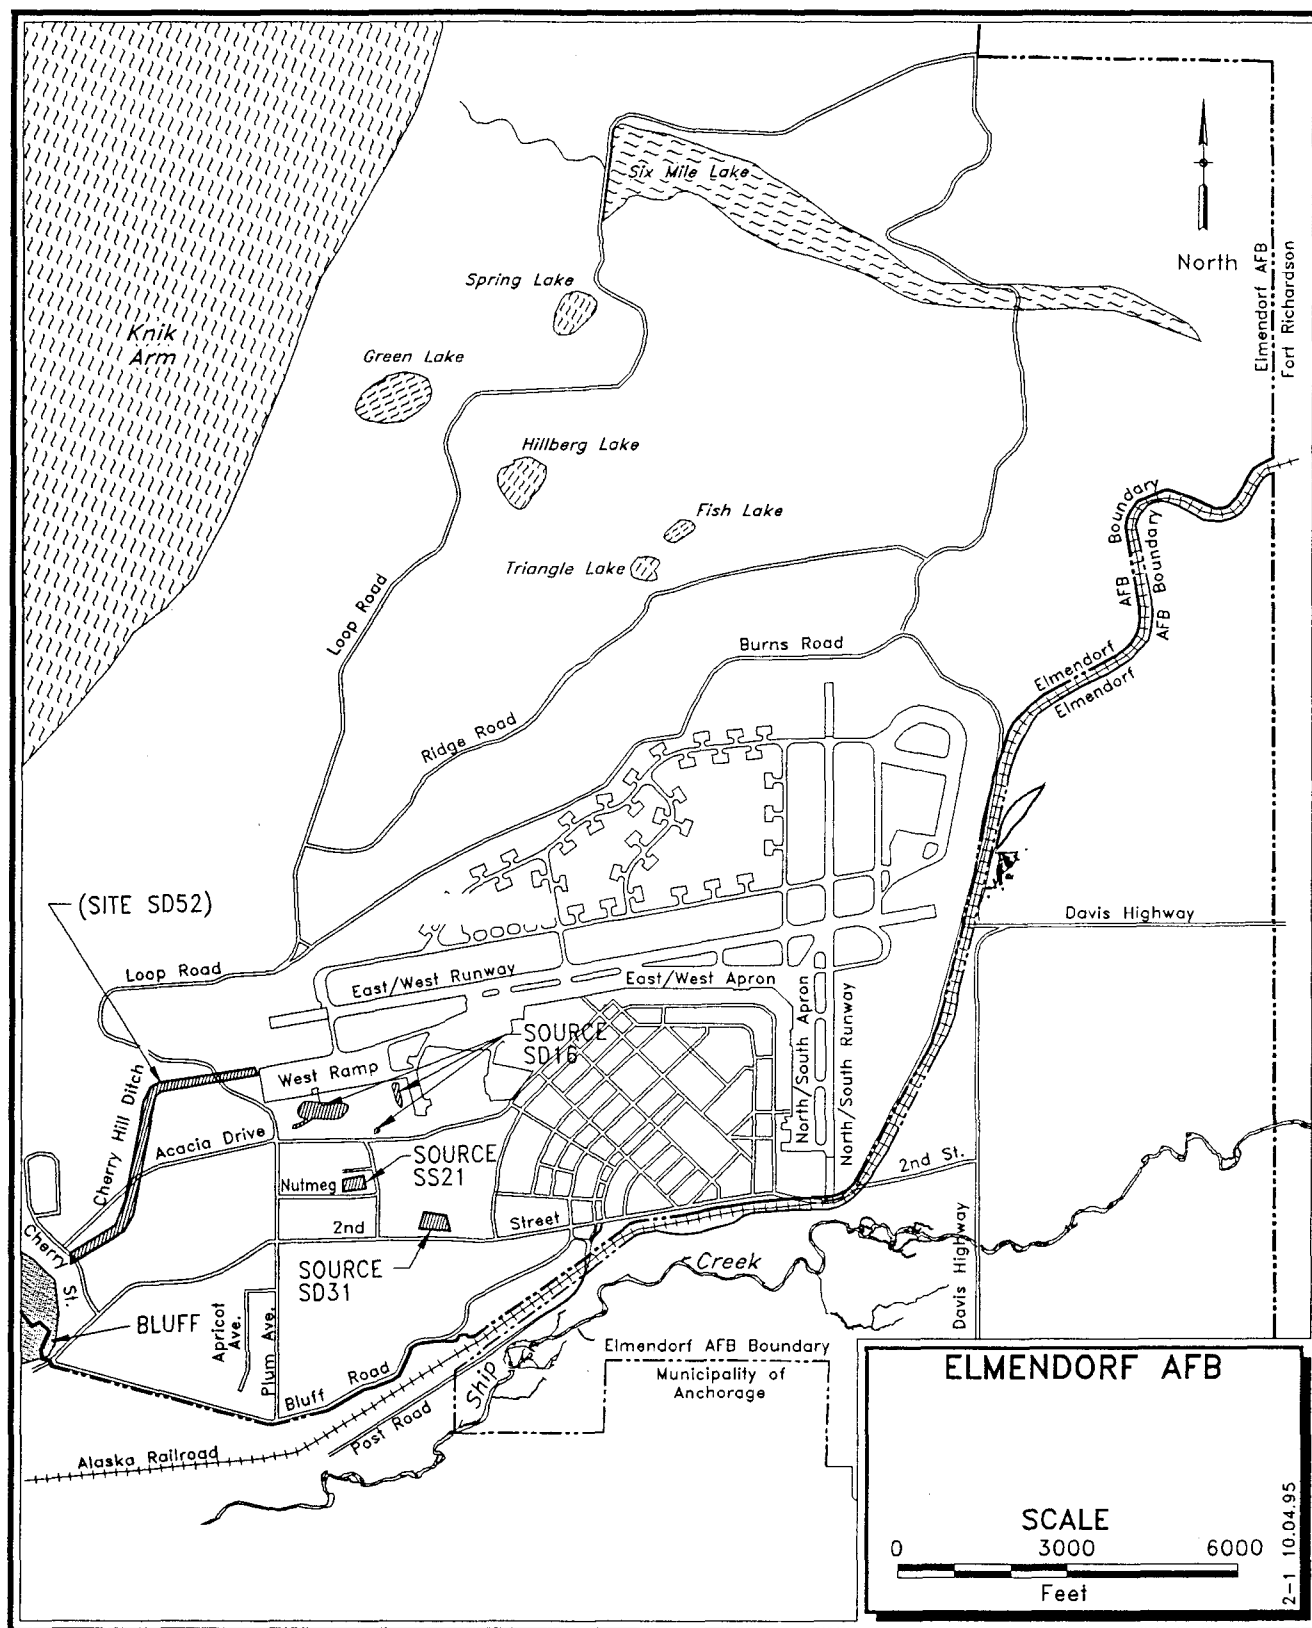 Six Mile Lake
North
Elmendorf AFB
Fort Richardson
Spring Lake
Knik
Arm
Green Lake
Hillberg Lake
Fish Lake
Triangle Lake
AFB Boundary
AFB Boundary
Loop Road
Burns Road
Elmendorf
Elmendorf
Ridge Road
(SITE SD52)
Davis Highway
Loop Road
East/West Runway
East/West Apron
North/South Apron
North/South Runway
SOURCE
SD16
West Ramp
Cherry Hill Ditch
Acacia Drive
SOURCE
SS21
2nd St.
Nutmeg
2nd
Street
Cherry
St.
Creek
SOURCE
SD31
Davis Highway
BLUFF
Apricot
Ave.
Plum Ave.
Bluff
Road
Elmendorf AFB Boundary
Municipality of
Anchorage
Ship
Post Road
Alaska Railroad
ELMENDORF AFB
SCALE
0 3000 6000
Feet
2-1 10.04.95